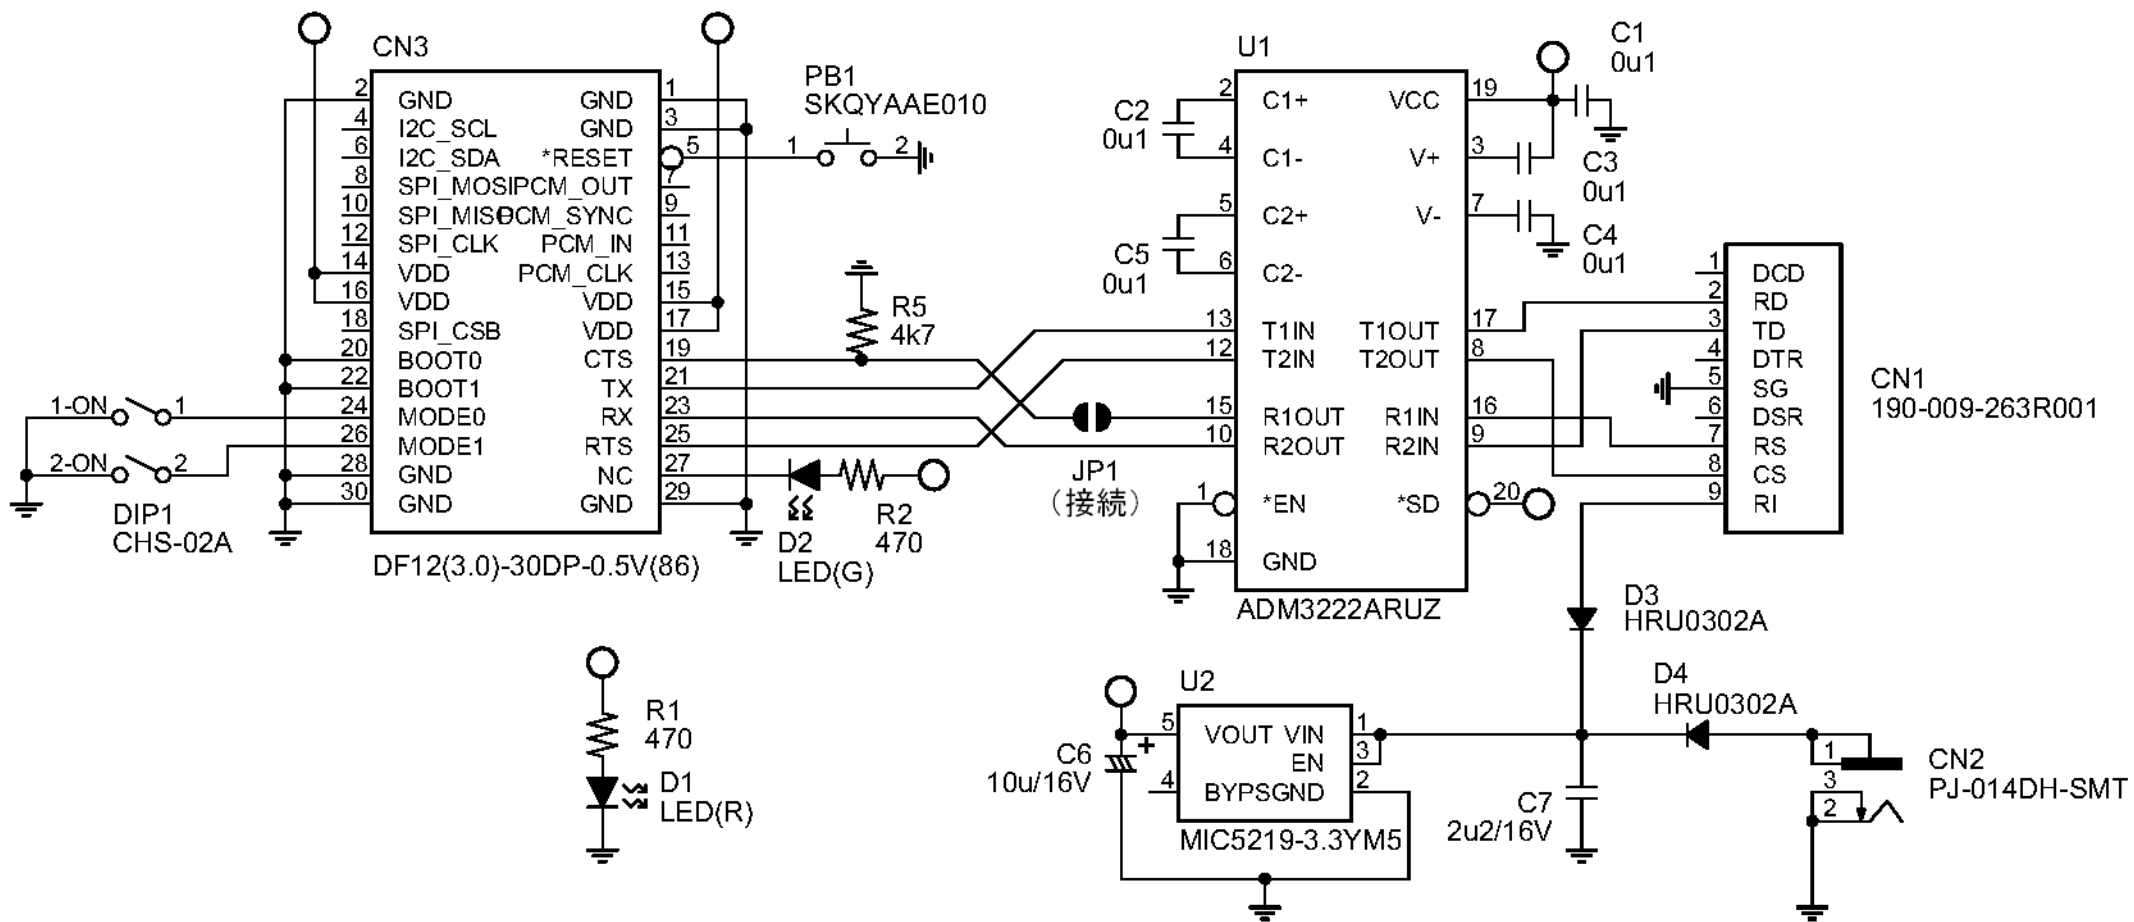 CN3
2 GND GND 1
4 I2C_SCL GND 3
6 I2C_SDA *RESET 5
8 SPI_MOSI PCM_OUT 7
10 SPI_MISO PCM_SYNC 9
12 SPI_CLK PCM_IN 11
14 VDD PCM_CLK 13
16 VDD VDD 15
18 SPI_CSB VDD 17
20 BOOT0 CTS 19
22 BOOT1 TX 21
24 MODE0 RX 23
26 MODE1 RTS 25
28 GND NC 27
30 GND GND 29
DF12(3.0)-30DP-0.5V(86)
1-ON 1
2-ON 2
DIP1
CHS-02A
PB1
SKQYAAE010
1 2
R5
4k7
JP1
（接続）
D2
LED(G)
R2
470
R1
470
D1
LED(R)
U1
2 C1+ VCC 19
4 C1- V+ 3
5 C2+ V- 7
6 C2-
13 T1IN T1OUT 17
12 T2IN T2OUT 8
15 R1OUT R1IN 16
10 R2OUT R2IN 9
1 *EN *SD 20
18 GND
ADM3222ARUZ
C2
0u1
C5
0u1
C1
0u1
C3
0u1
C4
0u1
1 DCD
2 RD
3 TD
4 DTR
5 SG
6 DSR
7 RS
8 CS
9 RI
CN1
190-009-263R001
D3
HRU0302A
D4
HRU0302A
U2
5 VOUT VIN 1
EN 3
4 BYPS GND 2
MIC5219-3.3YM5
C6
10u/16V
+
C7
2u2/16V
1
3
2
CN2
PJ-014DH-SMT